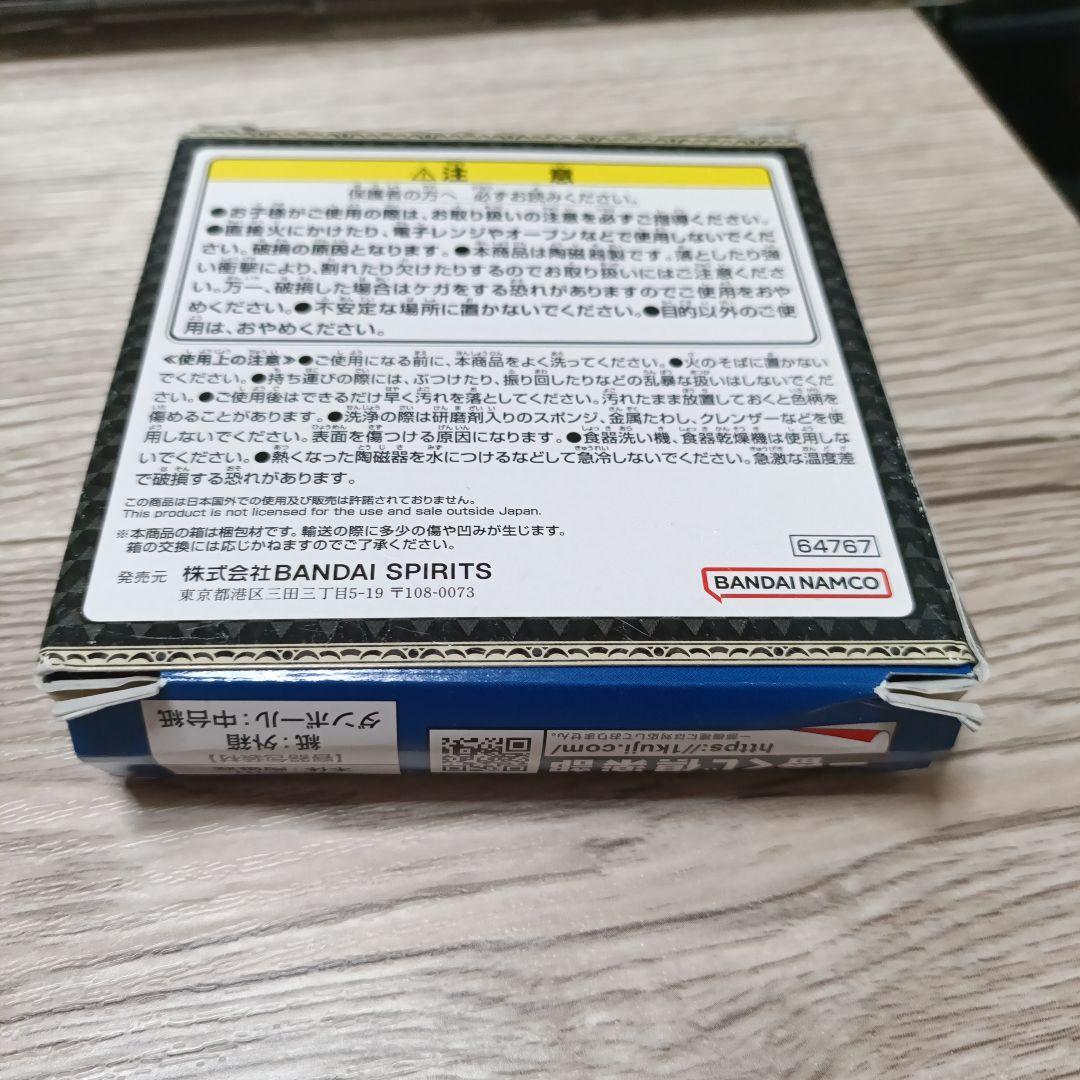 ⚠注 意
保護者の方へ 必ずお読みください。
●お子様がご使用の際は、お取り扱いの注意を必ずご指導ください。
●直接火にかけたり、電子レンジやオーブンなどで使用しないでくだ
さい。破損の原因となります。●本商品は陶磁器製です。落としたり強
い衝撃により、割れたり欠けたりするのでお取り扱いにはご注意くださ
い。万一、破損した場合はケガをする恐れがありますのでご使用をおや
めください。●不安定な場所に置かないでください。●目的以外のご使
用は、おやめください。
≪使用上の注意≫●ご使用になる前に、本商品をよく洗ってください。●火のそばに置かない
でください。●持ち運びの際には、ぶつけたり、振り回したりなどの乱暴な扱いはしないでくだ
さい。●ご使用後はできるだけ早く汚れを落としてください。汚れたまま放置しておくと色柄を
傷めることがあります。●洗浄の際は研磨剤入りのスポンジ、金属たわし、クレンザーなどを使
用しないでください。表面を傷つける原因になります。●食器洗い機、食器乾燥機は使用しな
いでください。●熱くなった陶磁器を水につけるなどして急冷しないでください。急激な温度差
で破損する恐れがあります。
この商品は日本国外での使用及び販売は許諾されておりません。
This product is not licensed for the use and sale outside Japan.
※本商品の箱は梱包材です。輸送の際に多少の傷や凹みが生じます。
箱の交換には応じかねますのでご了承ください。
64767
発売元 株式会社BANDAI SPIRITS
東京都港区三田三丁目5-19 〒108-0073
BANDAI NAMCO
【容器包装材】
紙:外箱
ダンボール:中台紙
一番くじ倶楽部
https://1kuji.com/
一部機種には対応しておりません。